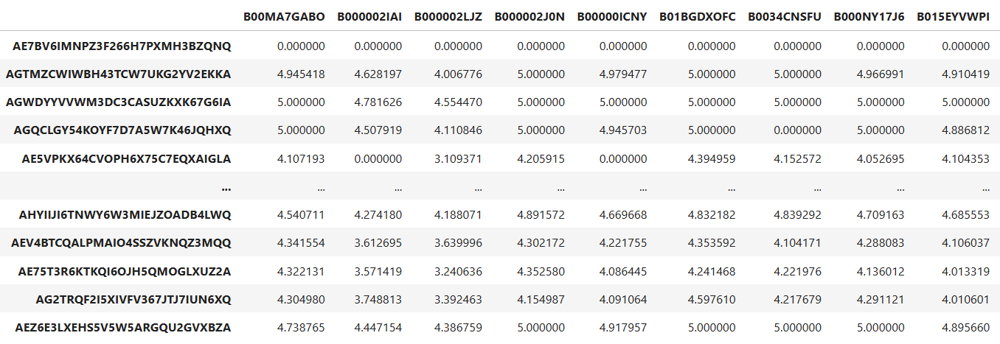 B00MA7GABO B000002IAI B000002LJZ B000002J0N B00000ICNY B01BGDXOFC B0034CNSFU B000NY17J6 B015EYVWPI
AE7BV6IMNPZ3F266H7PXMH3BZQNQ 0.000000 0.000000 0.000000 0.000000 0.000000 0.000000 0.000000 0.000000 0.000000
AGTMZCWIWBH43TCW7UKG2YV2EKKA 4.945418 4.628197 4.006776 5.000000 4.979477 5.000000 5.000000 4.966991 4.910419
AGWDYYVVWM3DC3CASUZKXK67G6IA 5.000000 4.781626 4.554470 5.000000 5.000000 5.000000 5.000000 5.000000 5.000000
AGQCLGY54KOYF7D7A5W7K46JQHXQ 5.000000 4.507919 4.110846 5.000000 4.945703 5.000000 0.000000 5.000000 4.886812
AE5VPKX64CVOPH6X75C7EQXAIGLA 4.107193 0.000000 3.109371 4.205915 0.000000 4.394959 4.152572 4.052695 4.104353
... ... ... ... ... ... ... ... ... ...
AHYIIJI6TNWY6W3MIEJZOADB4LWQ 4.540711 4.274180 4.188071 4.891572 4.669668 4.832182 4.839292 4.709163 4.685553
AEV4BTCQALPMAIO4SSZVKNQZ3MQQ 4.341554 3.612695 3.639996 4.302172 4.221755 4.353592 4.104171 4.288083 4.106037
AE75T3R6KTKQI6OJH5QMOGLXUZ2A 4.322131 3.571419 3.240636 4.352580 4.086445 4.241468 4.221976 4.136012 4.013319
AG2TRQF2I5XIVFV367JTJ7IUN6XQ 4.304980 3.748813 3.392463 4.154987 4.091064 4.597610 4.217679 4.291121 4.010601
AEZ6E3LXEHS5V5W5ARGQU2GVXBZA 4.738765 4.447154 4.386759 5.000000 4.917957 5.000000 5.000000 5.000000 4.895660